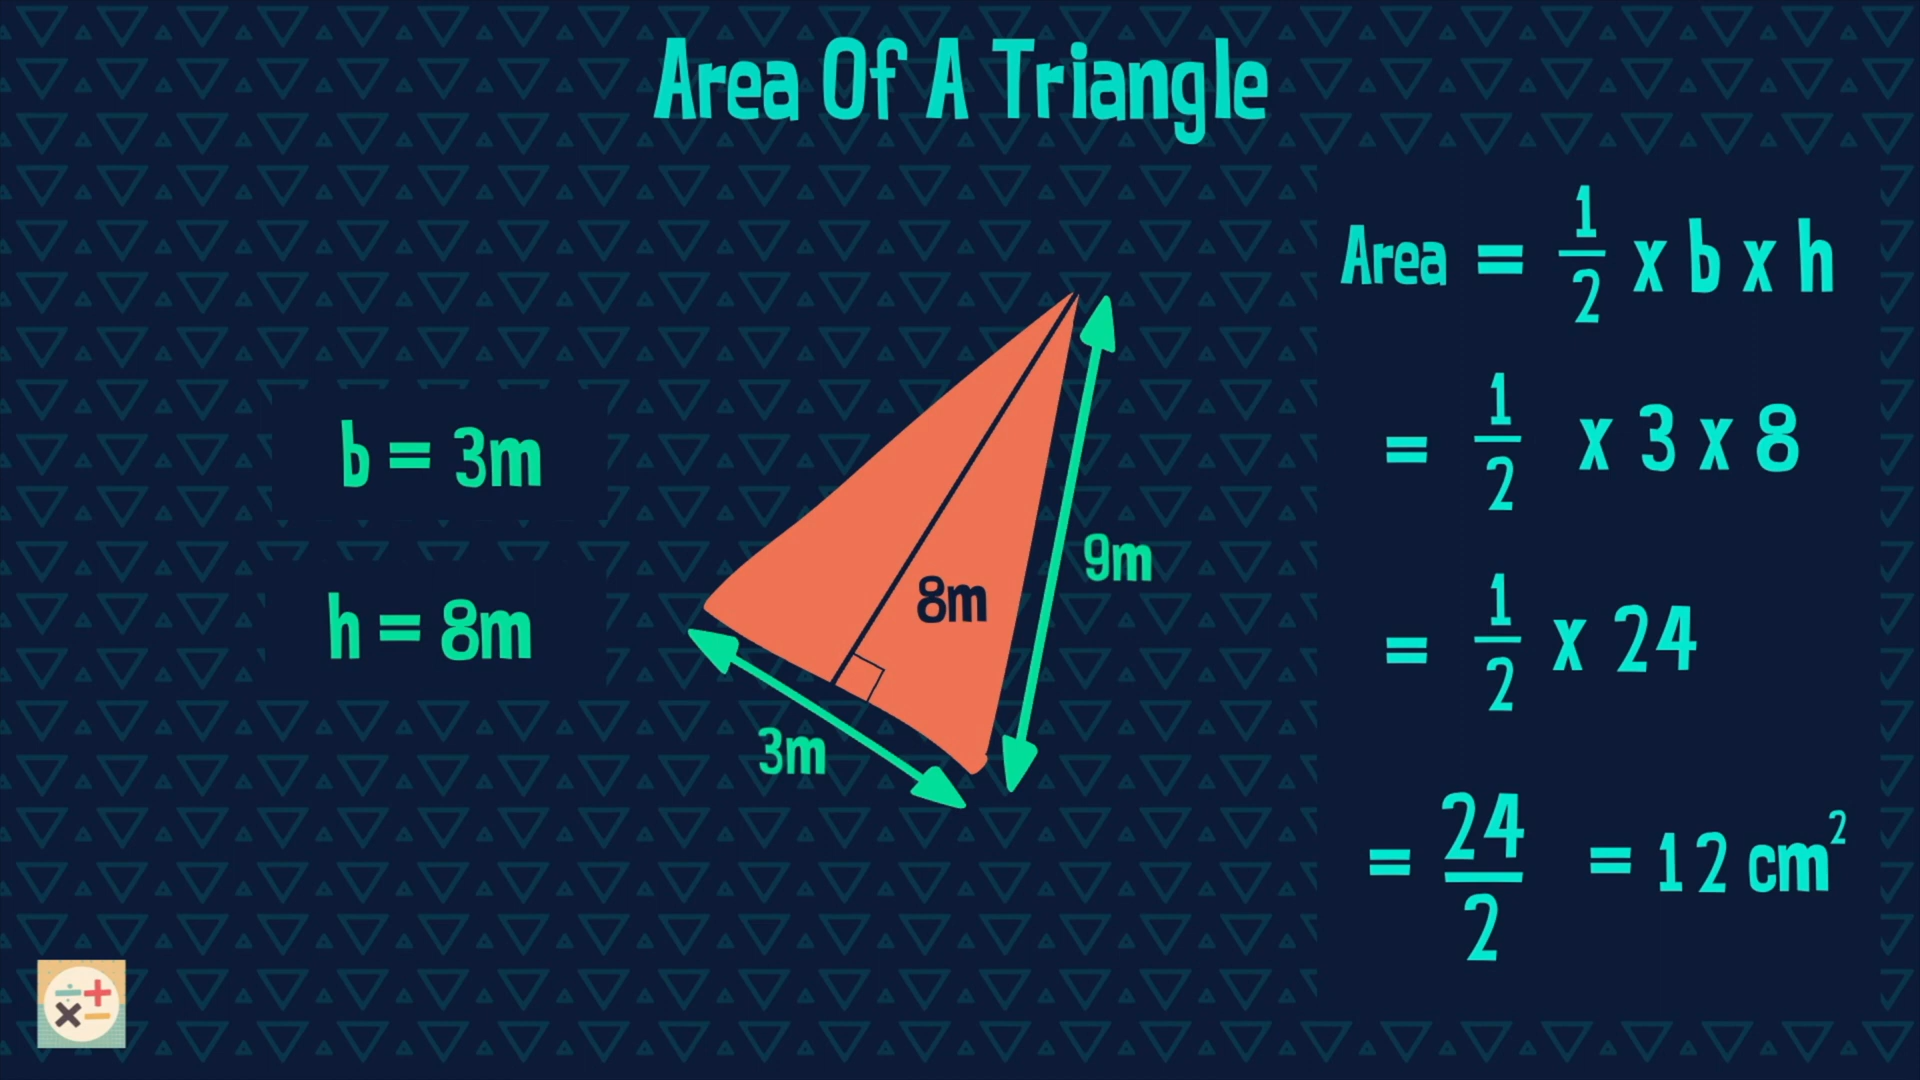 Area Of A Triangle
Area = 1/2 x b x h
= 1/2 x 3 x 8
= 1/2 x 24
= 24/2 = 12 cm²
b = 3m
h = 8m
8m
9m
3m
÷ +
x =